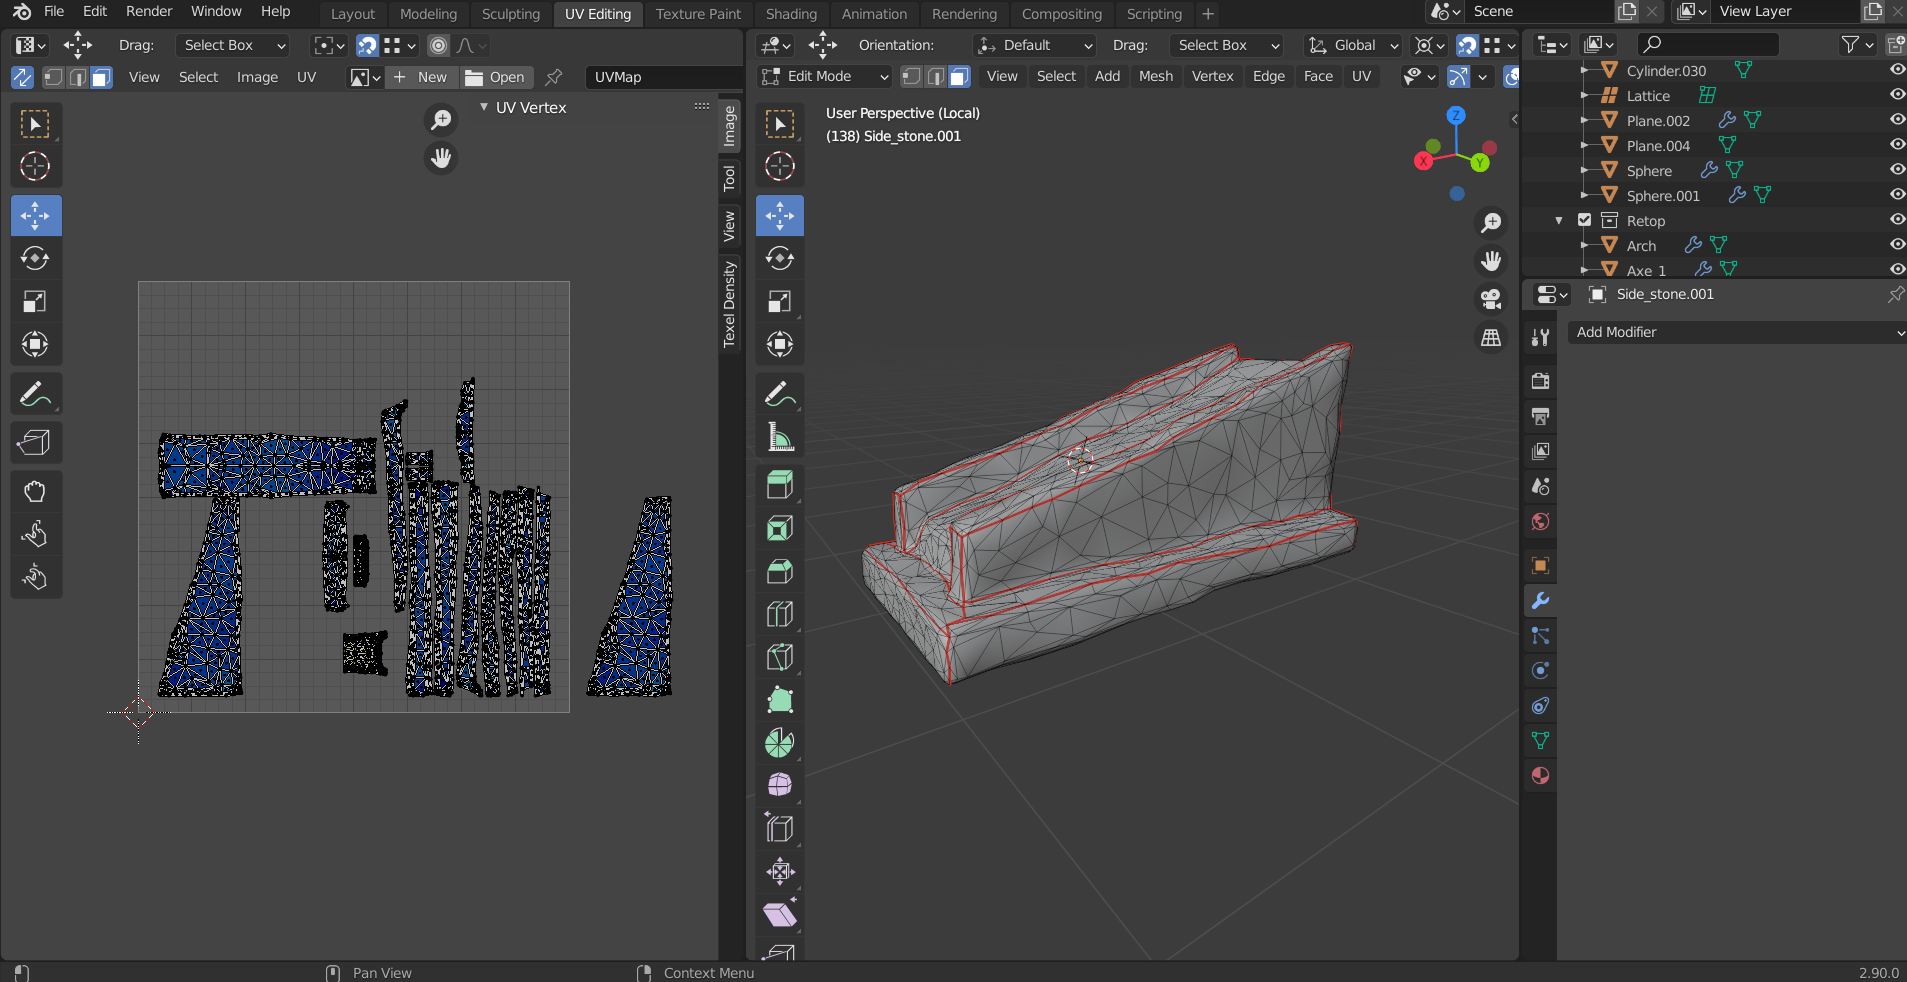 File Edit Render Window Help Layout Modeling Sculpting UV Editing Texture Paint Shading Animation Rendering Compositing Scripting + Scene View Layer
Drag: Select Box
View Select Image UV + New Open UVMap
UV Vertex
Image
Tool
View
Texel Density
Orientation: Default Drag: Select Box Global
Edit Mode View Select Add Mesh Vertex Edge Face UV
User Perspective (Local)
(138) Side_stone.001
Z
X
Y
Cylinder.030
Lattice
Plane.002
Plane.004
Sphere
Sphere.001
Retop
Arch
Axe_1
Side_stone.001
Add Modifier
Pan View Context Menu 2.90.0